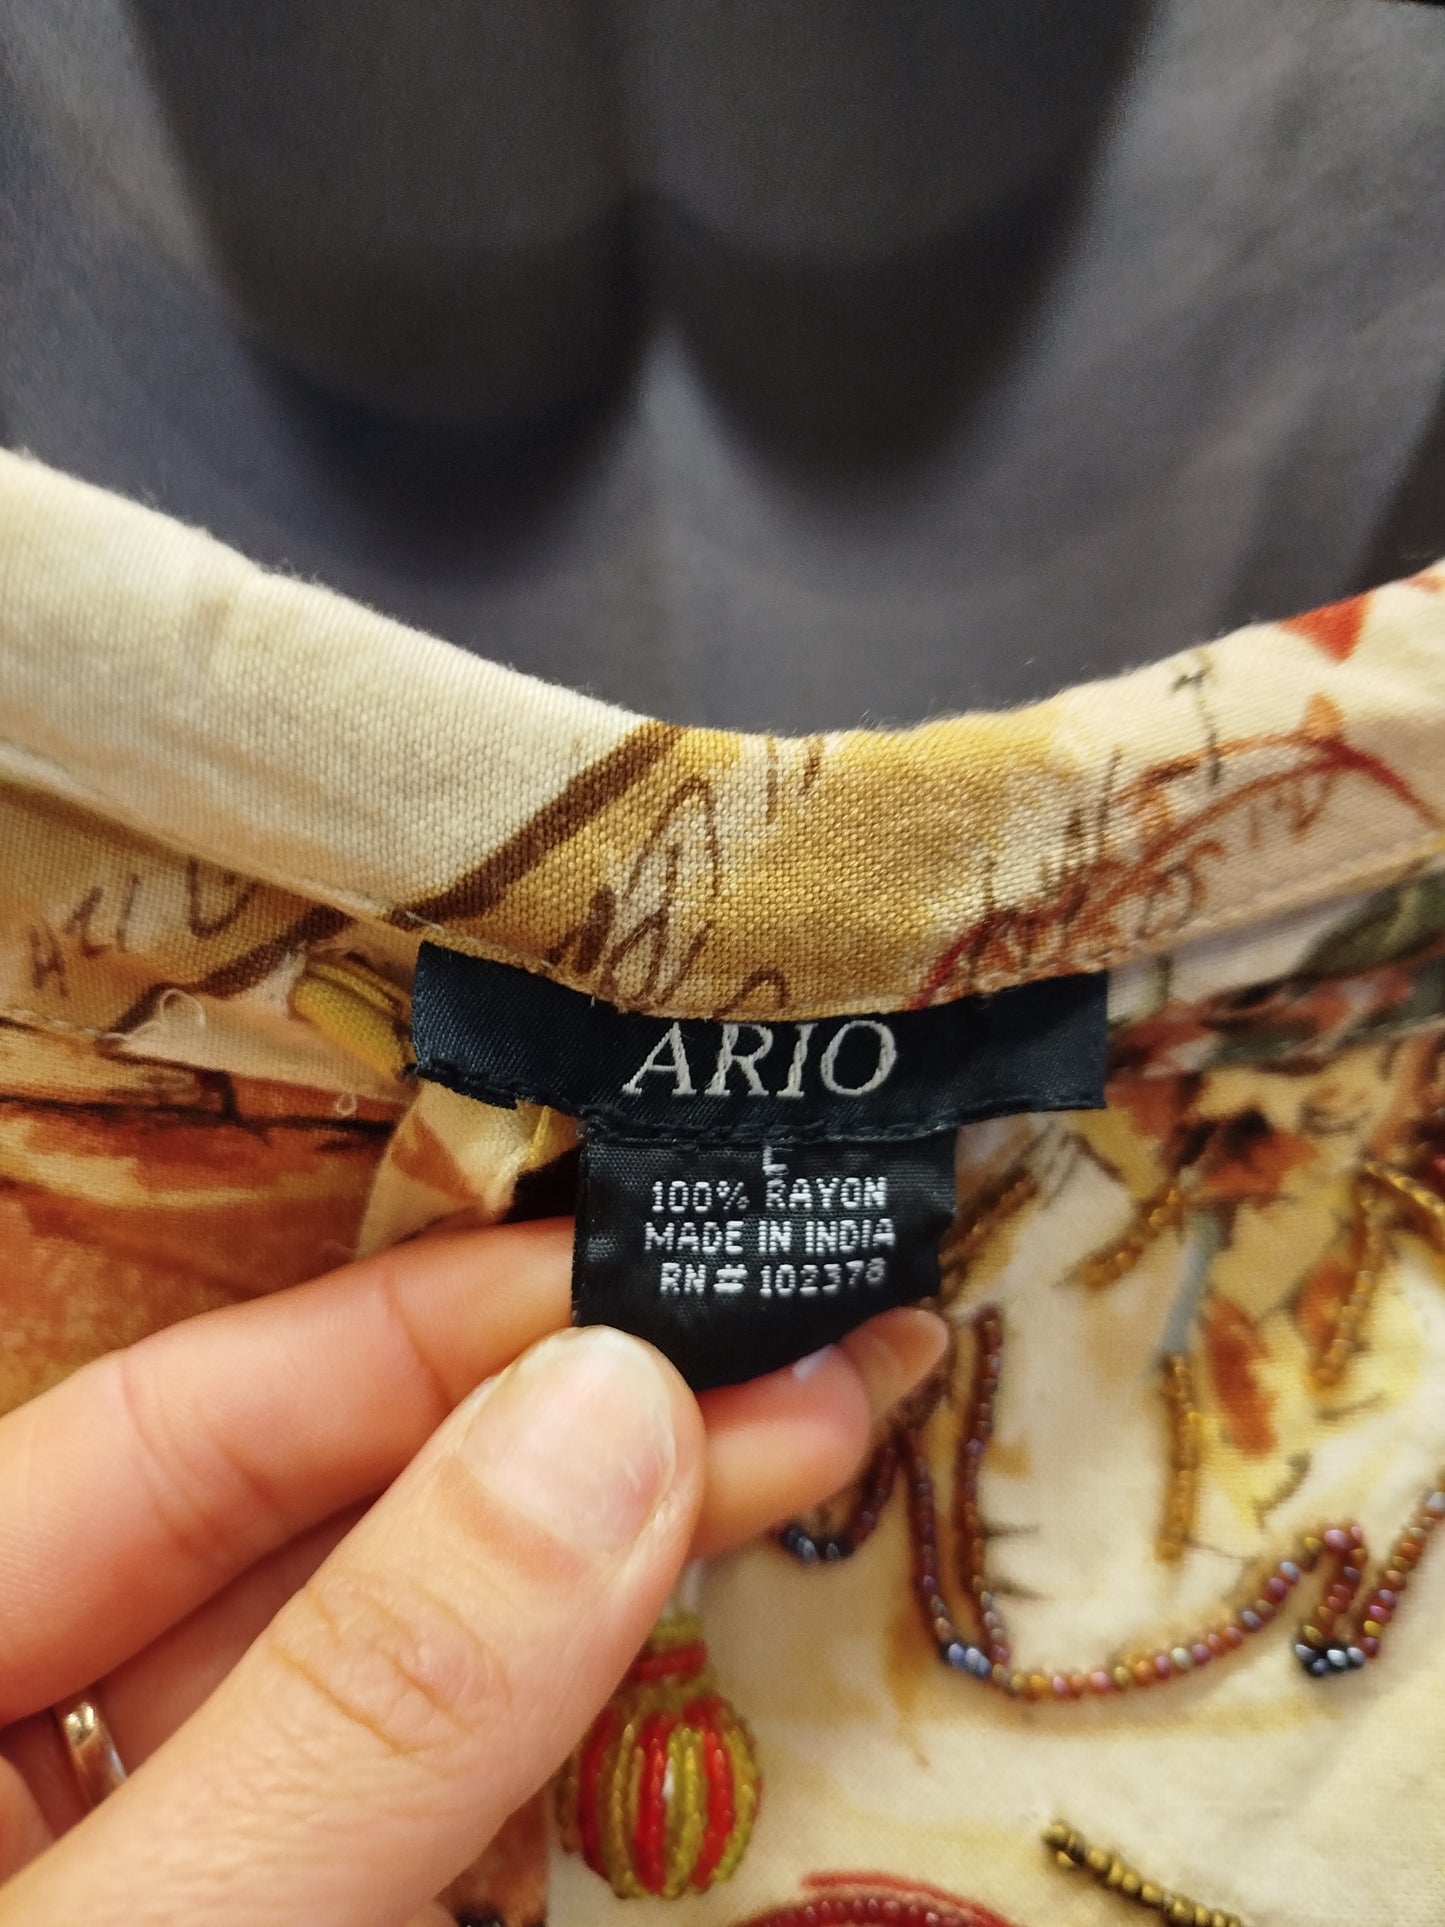 ARIO
L
100% RAYON
MADE IN INDIA
RN# 102378